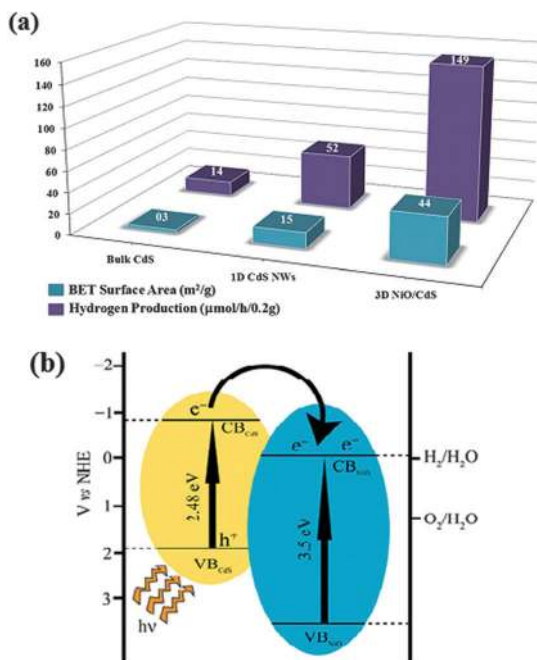 (a)
160
140
120
100
80
60
40
20
0
149
52
14
44
15
03
Bulk CdS
1D CdS NWs
3D NiO/CdS
BET Surface Area (m²/g)
Hydrogen Production (µmol/h/0.2g)
(b)
V vs NHE
−2
−1
0
1
2
3
e⁻
CB_CdS
2.48 eV
h⁺
VB_CdS
hν
e⁻ e⁻
CB_NiO
3.5 eV
VB_NiO
H₂/H₂O
O₂/H₂O